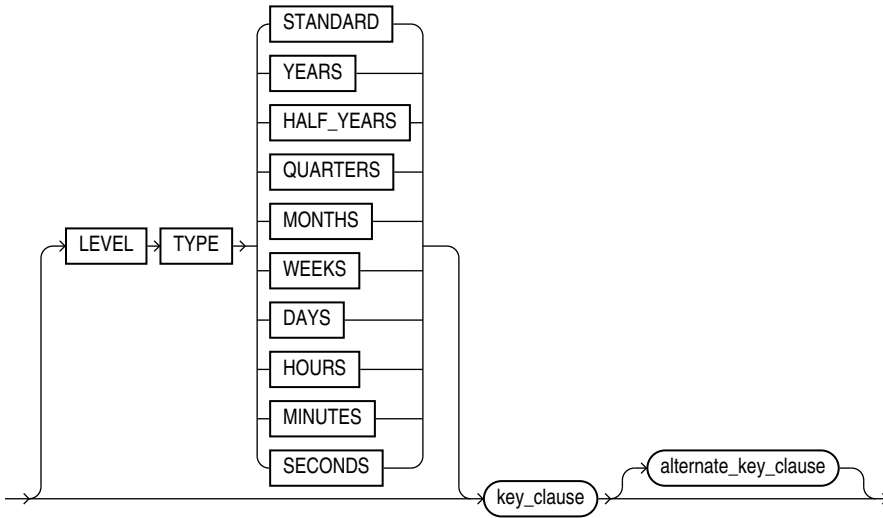 STANDARD
YEARS
HALF_YEARS
QUARTERS
MONTHS
LEVEL TYPE
WEEKS
DAYS
HOURS
MINUTES
SECONDS
alternate_key_clause
key_clause